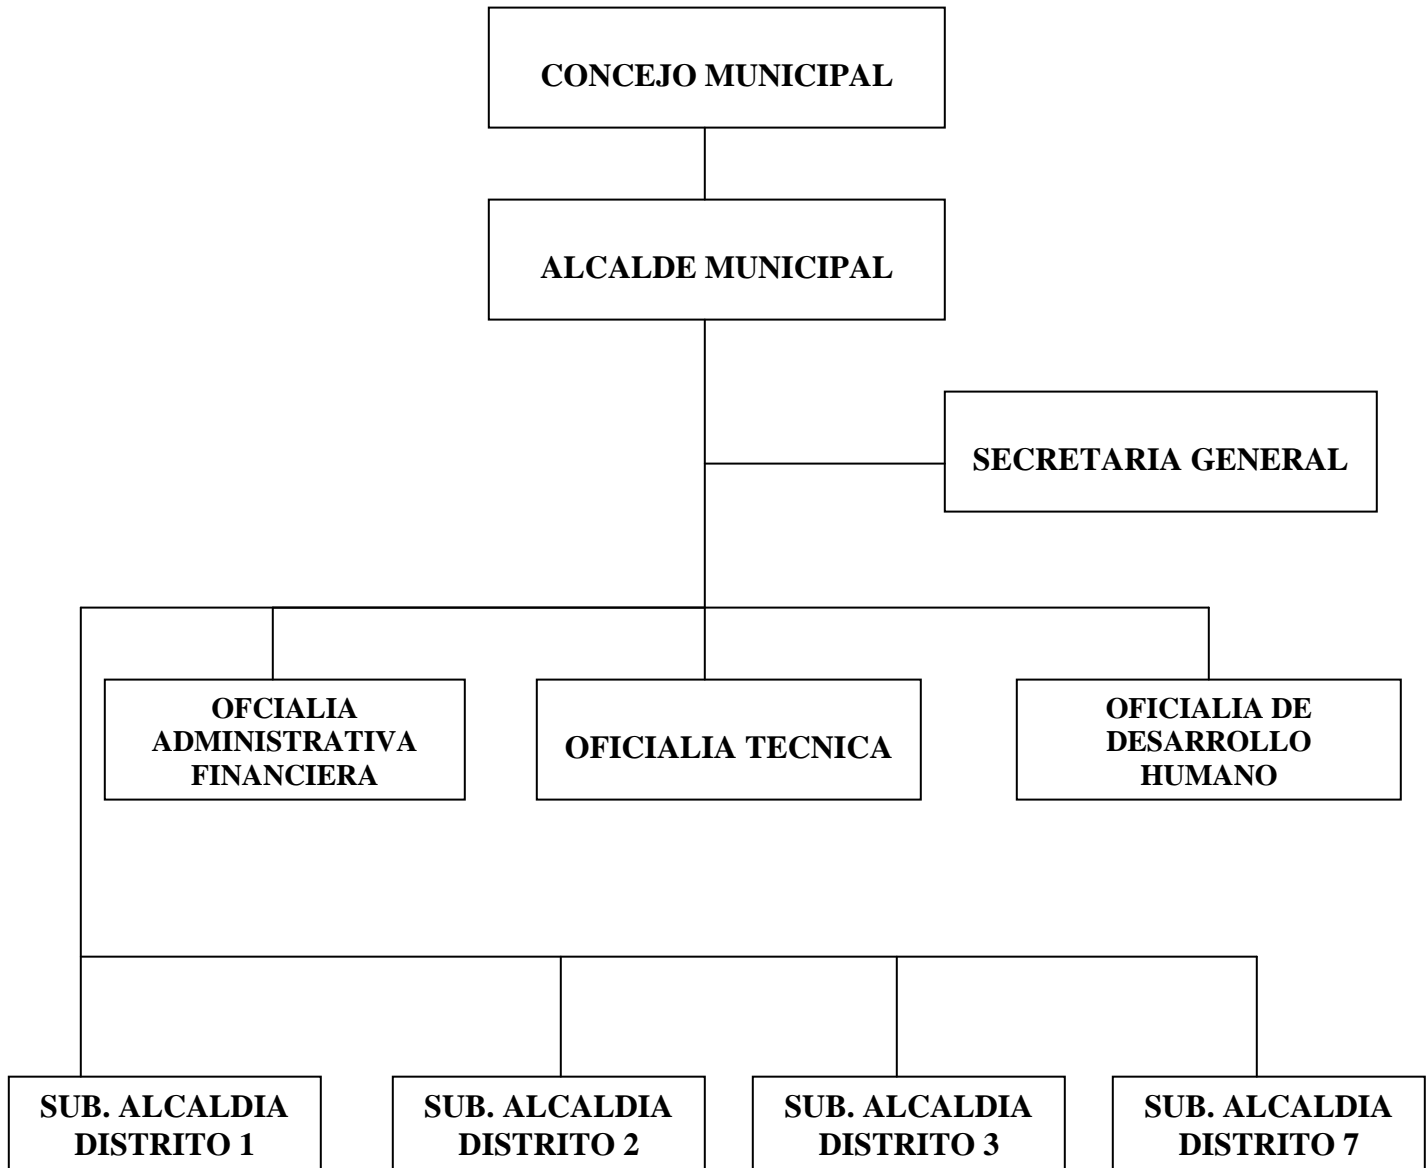 CONCEJO MUNICIPAL
ALCALDE MUNICIPAL
SECRETARIA GENERAL
OFCIALIA
ADMINISTRATIVA
FINANCIERA
OFICIALIA TECNICA
OFICIALIA DE
DESARROLLO
HUMANO
SUB. ALCALDIA
DISTRITO 1
SUB. ALCALDIA
DISTRITO 2
SUB. ALCALDIA
DISTRITO 3
SUB. ALCALDIA
DISTRITO 7